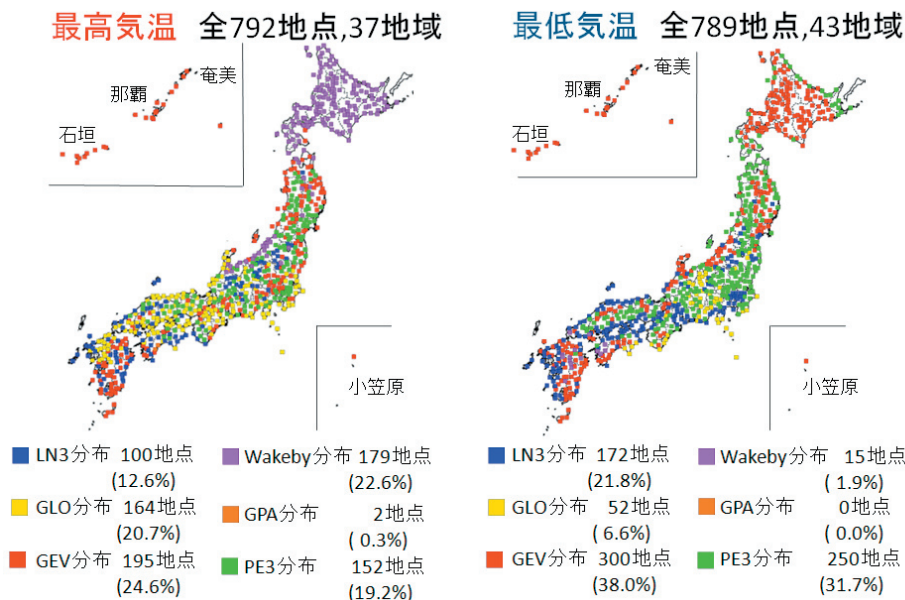 最高気温 全792地点,37地域
奄美
那覇
石垣
小笠原
LN3分布 100地点
(12.6%)
Wakeby分布 179地点
(22.6%)
GLO分布 164地点
(20.7%)
GPA分布 2地点
( 0.3%)
GEV分布 195地点
(24.6%)
PE3分布 152地点
(19.2%)
最低気温 全789地点,43地域
奄美
那覇
石垣
小笠原
LN3分布 172地点
(21.8%)
Wakeby分布 15地点
( 1.9%)
GLO分布 52地点
(6.6%)
GPA分布 0地点
( 0.0%)
GEV分布 300地点
(38.0%)
PE3分布 250地点
(31.7%)